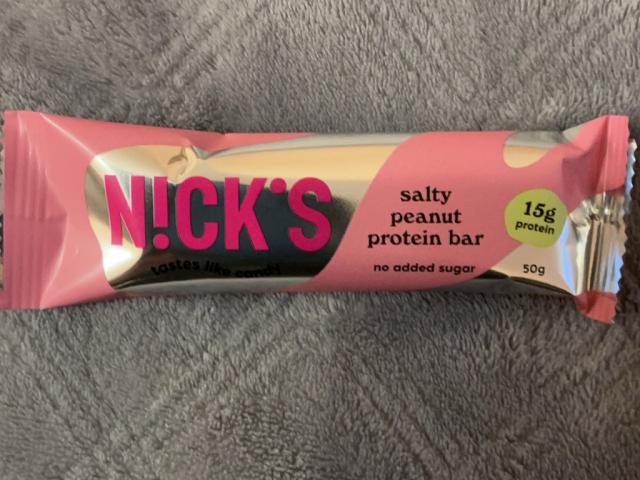 N!CK'S
tastes like candy
salty
peanut
protein bar
no added sugar
15g
protein
50g